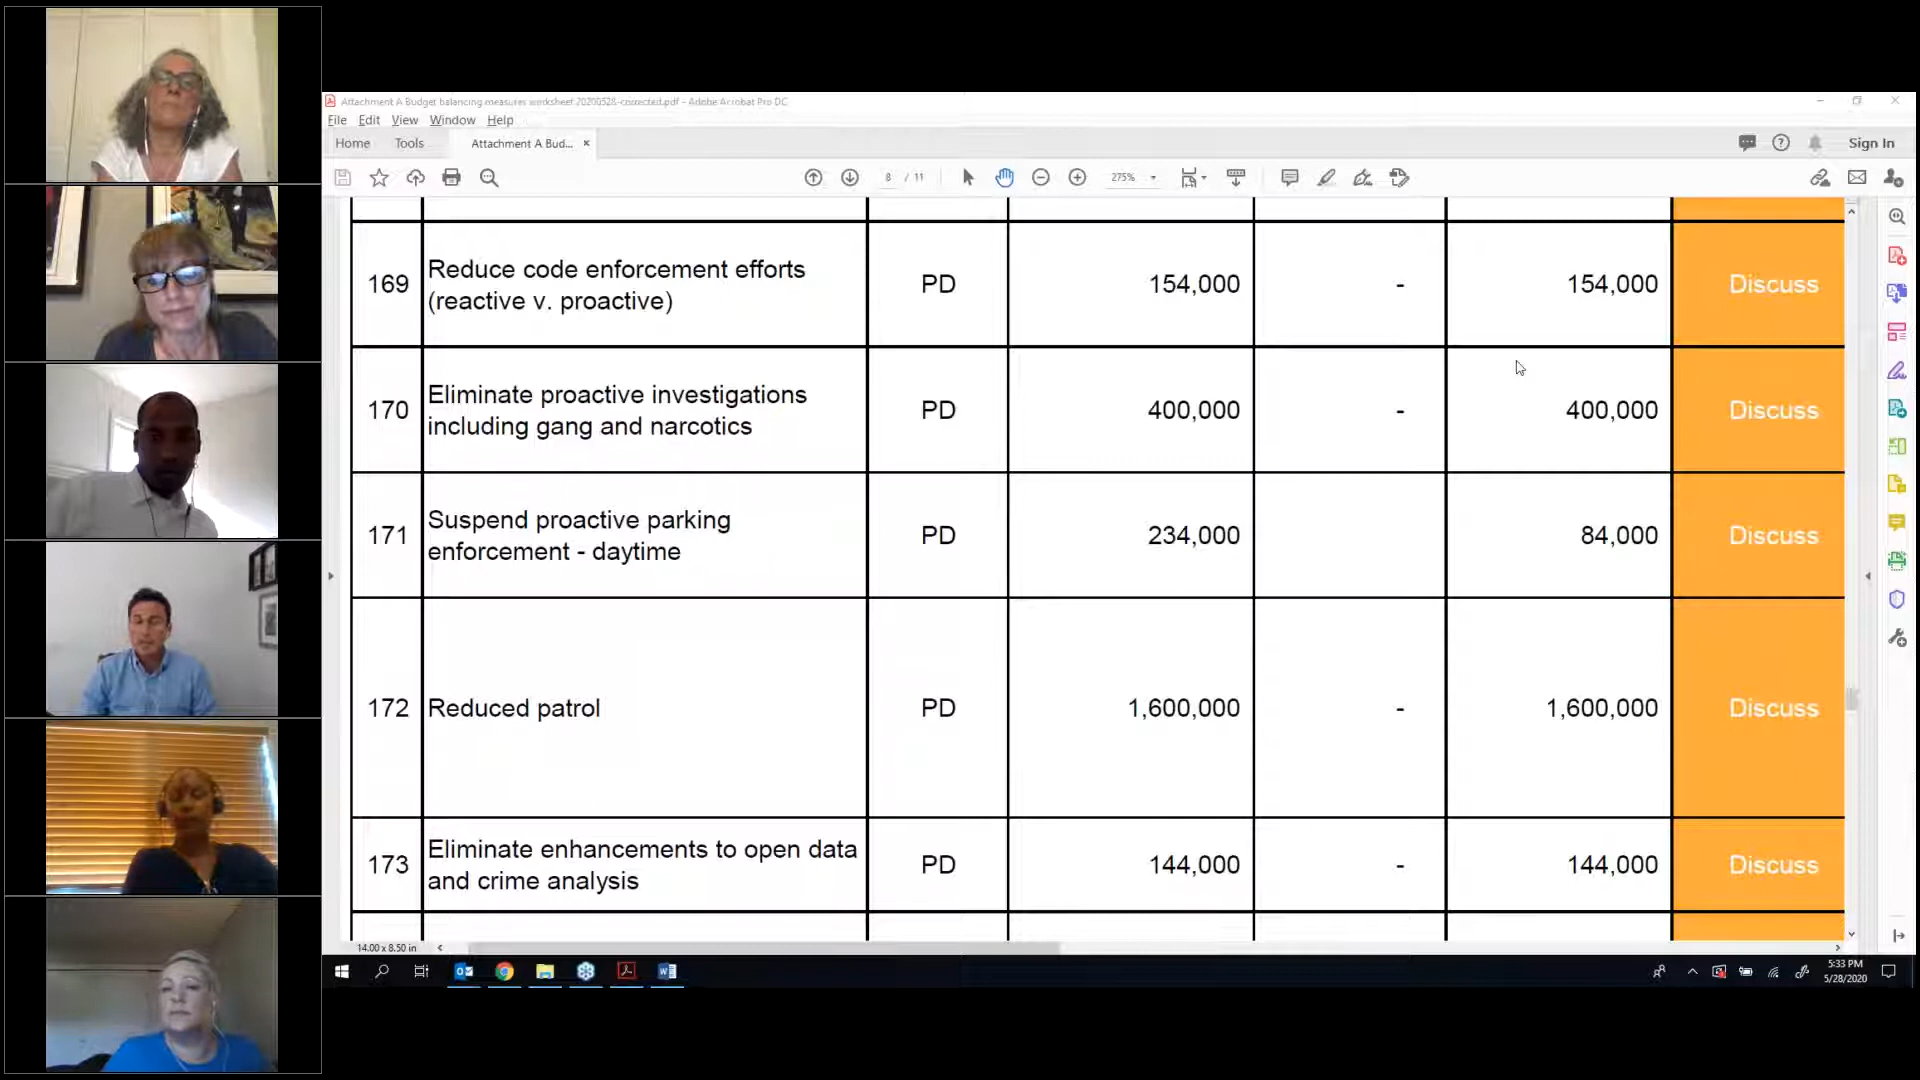 Attachment A Budget balancing measures worksheet 20200528-corrected.pdf - Adobe Acrobat Pro DC
File Edit View Window Help
Home Tools Attachment A Bud... × Sign In
8 / 11 275%
169 Reduce code enforcement efforts
(reactive v. proactive) PD 154,000 - 154,000 Discuss
170 Eliminate proactive investigations
including gang and narcotics PD 400,000 - 400,000 Discuss
171 Suspend proactive parking
enforcement - daytime PD 234,000 84,000 Discuss
172 Reduced patrol PD 1,600,000 - 1,600,000 Discuss
173 Eliminate enhancements to open data
and crime analysis PD 144,000 - 144,000 Discuss
14.00 x 8.50 in
5:33 PM
5/28/2020